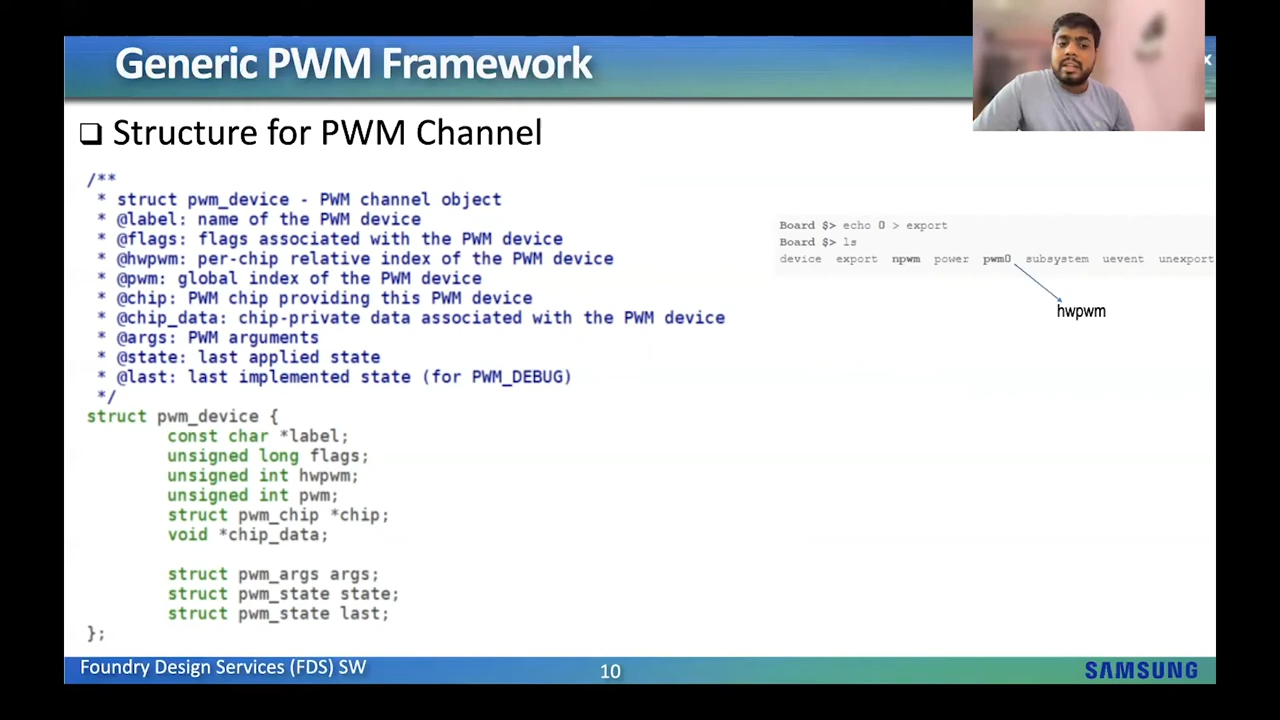 Generic PWM Framework
x
❑ Structure for PWM Channel
/**
* struct pwm_device - PWM channel object
* @label: name of the PWM device
* @flags: flags associated with the PWM device
* @hwpwm: per-chip relative index of the PWM device
* @pwm: global index of the PWM device
* @chip: PWM chip providing this PWM device
* @chip_data: chip-private data associated with the PWM device
* @args: PWM arguments
* @state: last applied state
* @last: last implemented state (for PWM_DEBUG)
*/
struct pwm_device {
const char *label;
unsigned long flags;
unsigned int hwpwm;
unsigned int pwm;
struct pwm_chip *chip;
void *chip_data;
struct pwm_args args;
struct pwm_state state;
struct pwm_state last;
};
Board $> echo 0 > export
Board $> ls
device export npwm power pwm0 subsystem uevent unexport
hwpwm
Foundry Design Services (FDS) SW
10
SAMSUNG